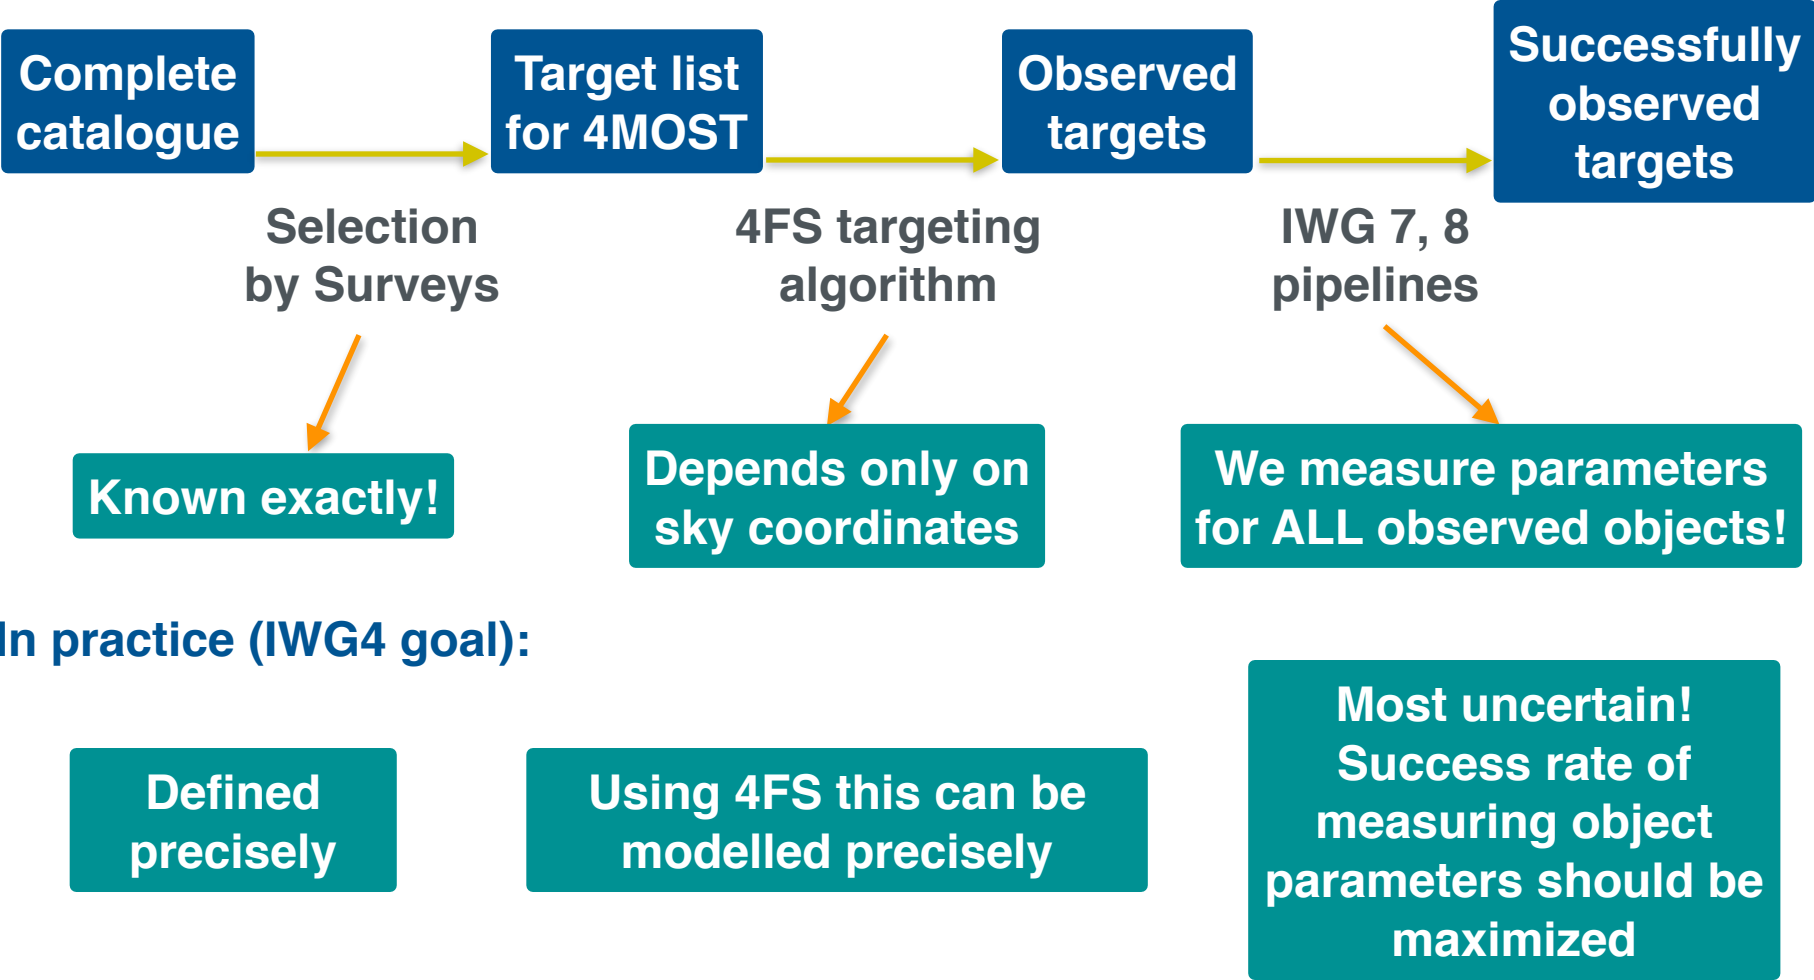 Complete
catalogue
Target list
for 4MOST
Observed
targets
Successfully
observed
targets
Selection
by Surveys
4FS targeting
algorithm
IWG 7, 8
pipelines
Known exactly!
Depends only on
sky coordinates
We measure parameters
for ALL observed objects!
In practice (IWG4 goal):
Defined
precisely
Using 4FS this can be
modelled precisely
Most uncertain!
Success rate of
measuring object
parameters should be
maximized